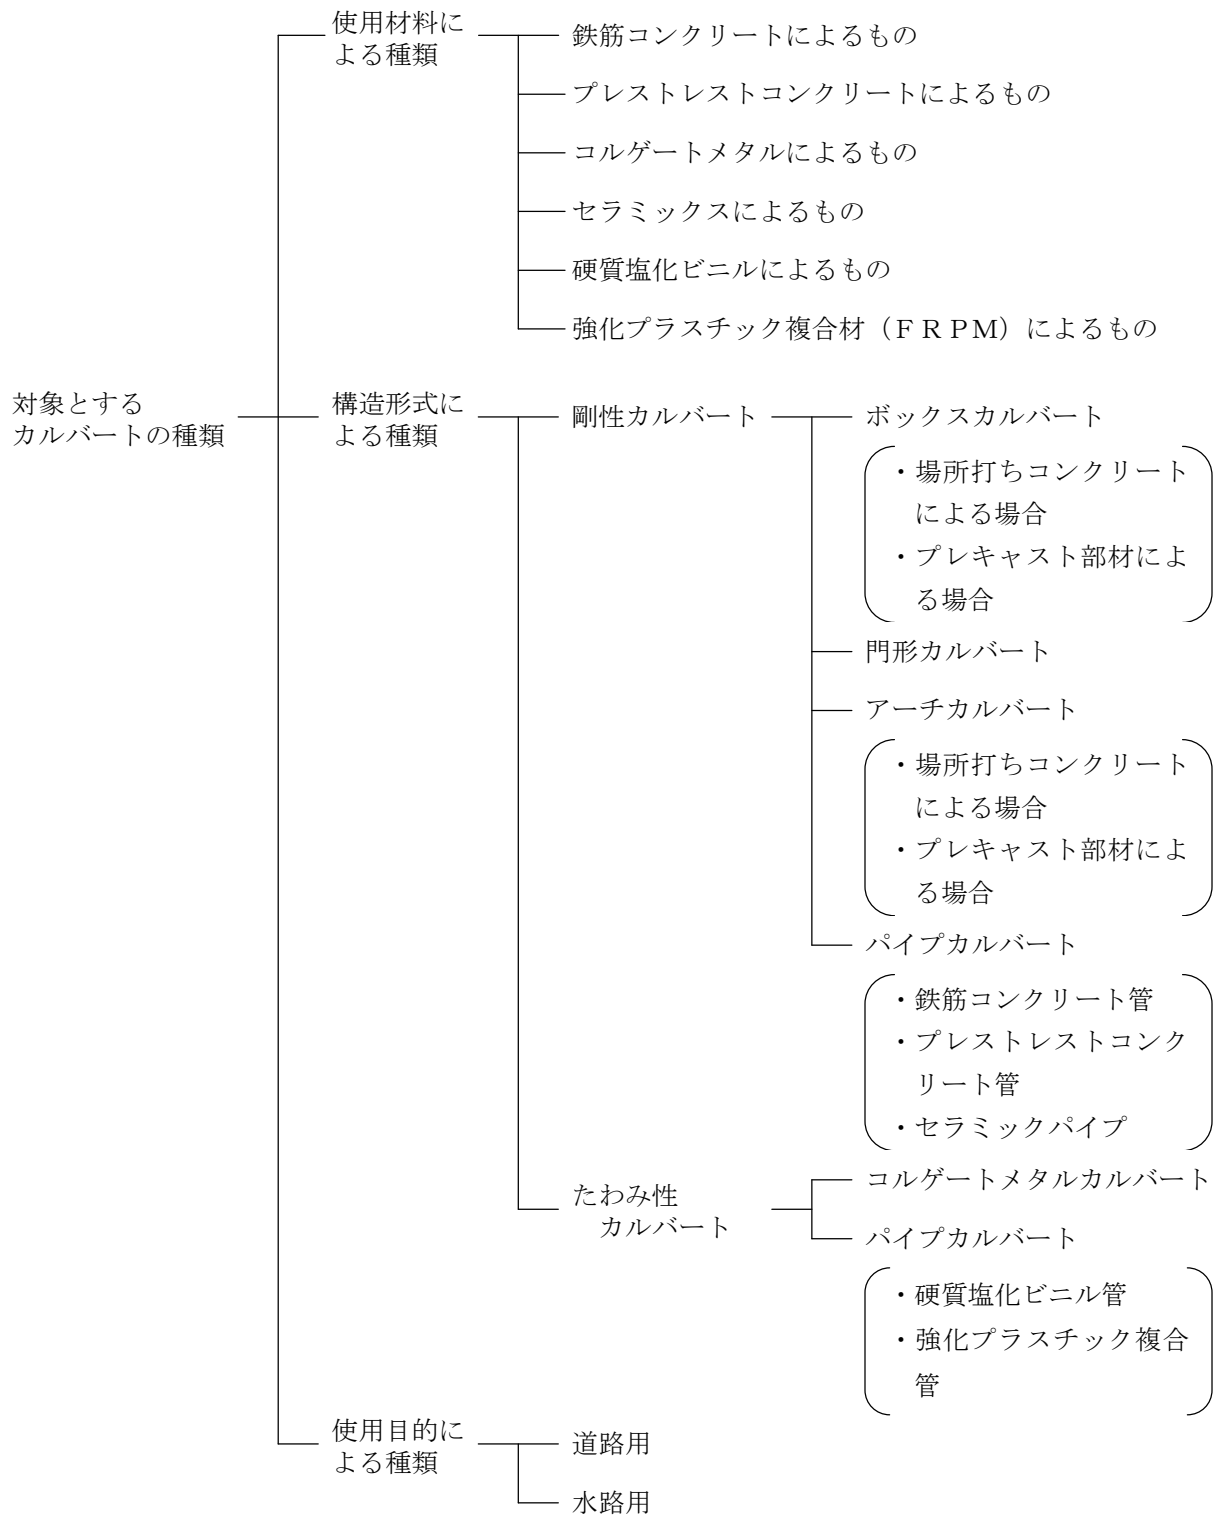 使用材料に
よる種類
鉄筋コンクリートによるもの
プレストレストコンクリートによるもの
コルゲートメタルによるもの
セラミックスによるもの
硬質塩化ビニルによるもの
強化プラスチック複合材（ＦＲＰＭ）によるもの
対象とする
カルバートの種類
構造形式に
よる種類
剛性カルバート
ボックスカルバート
・場所打ちコンクリート
による場合
・プレキャスト部材によ
る場合
門形カルバート
アーチカルバート
・場所打ちコンクリート
による場合
・プレキャスト部材によ
る場合
パイプカルバート
・鉄筋コンクリート管
・プレストレストコンク
リート管
・セラミックパイプ
たわみ性
カルバート
コルゲートメタルカルバート
パイプカルバート
・硬質塩化ビニル管
・強化プラスチック複合
管
使用目的に
よる種類
道路用
水路用